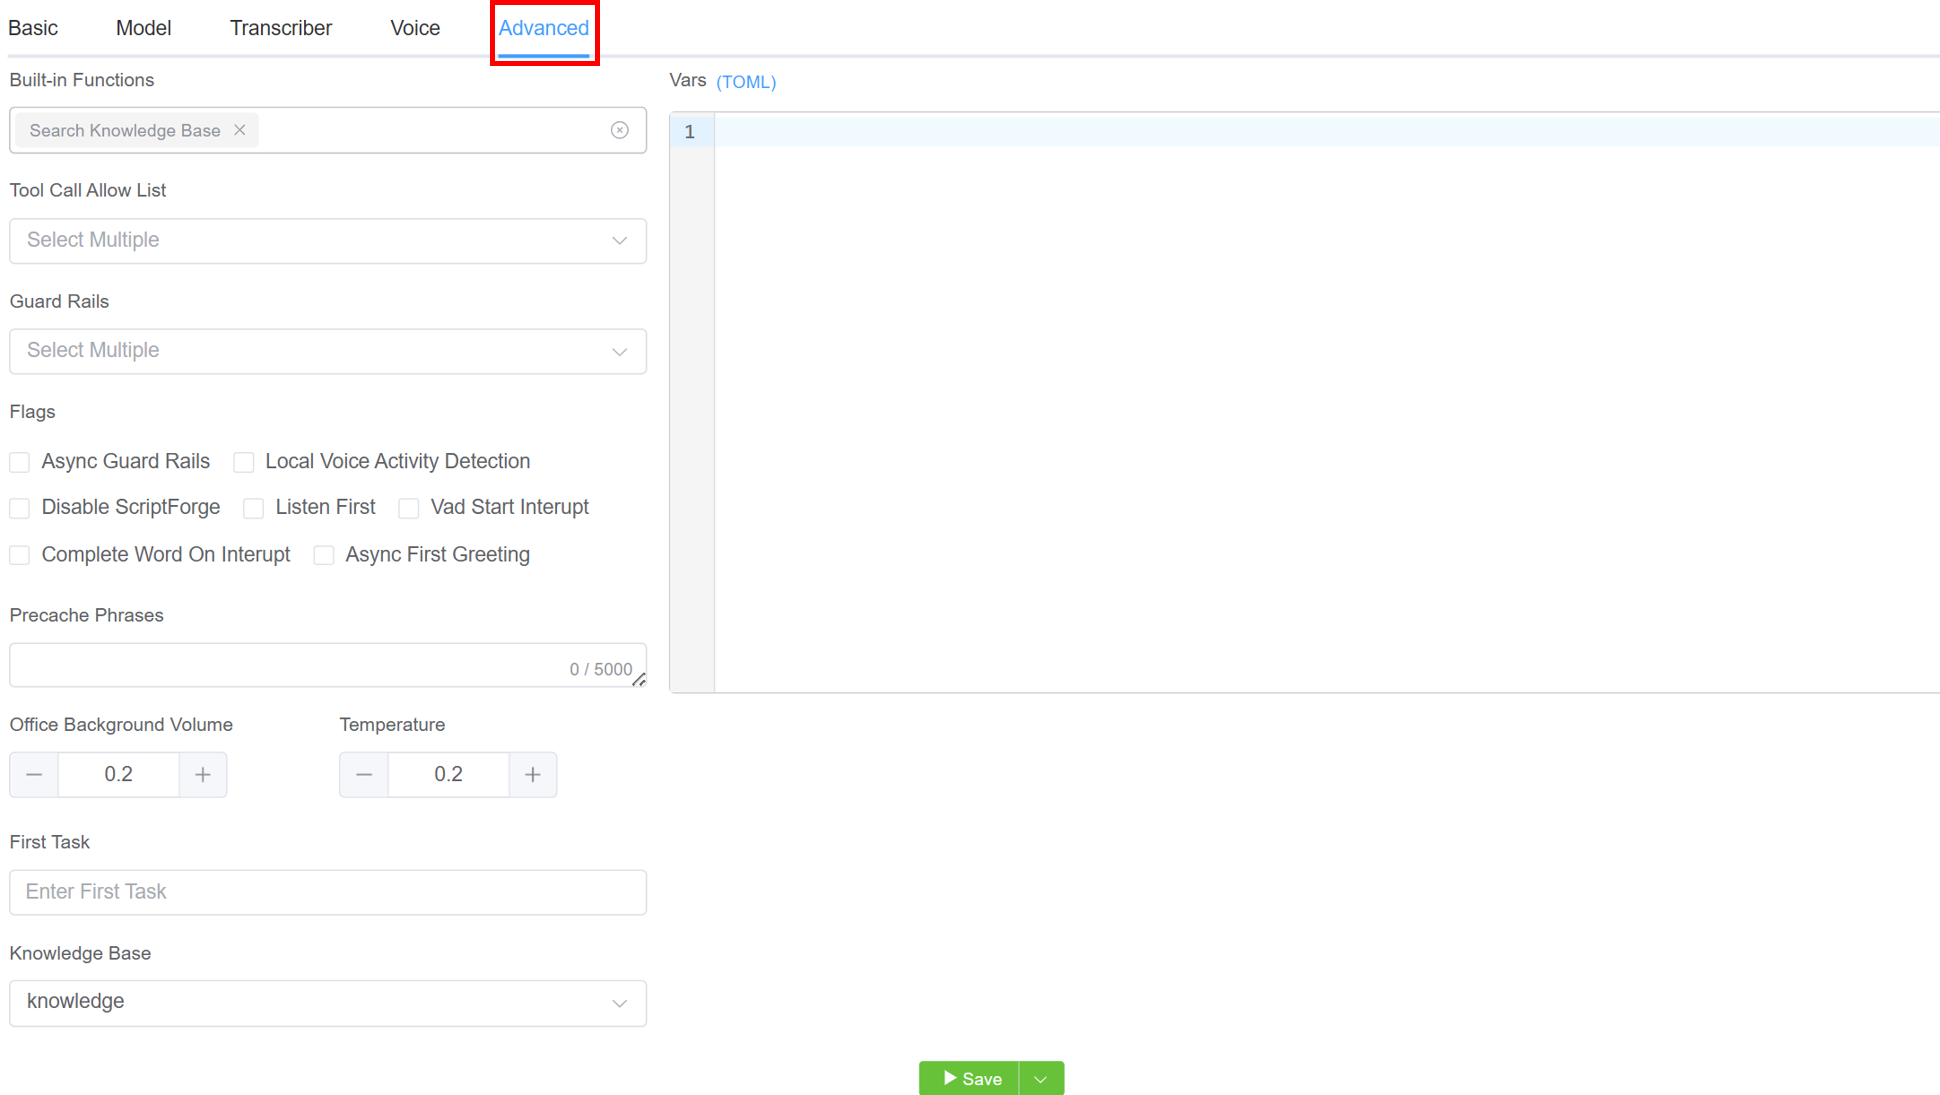 Basic Model Transcriber Voice Advanced
Built-in Functions
Search Knowledge Base
Tool Call Allow List
Select Multiple
Guard Rails
Select Multiple
Flags
Async Guard Rails Local Voice Activity Detection
Disable ScriptForge Listen First Vad Start Interupt
Complete Word On Interupt Async First Greeting
Precache Phrases
0 / 5000
Office Background Volume Temperature
0.2 0.2
First Task
Enter First Task
Knowledge Base
knowledge
Vars (TOML)
1
Save